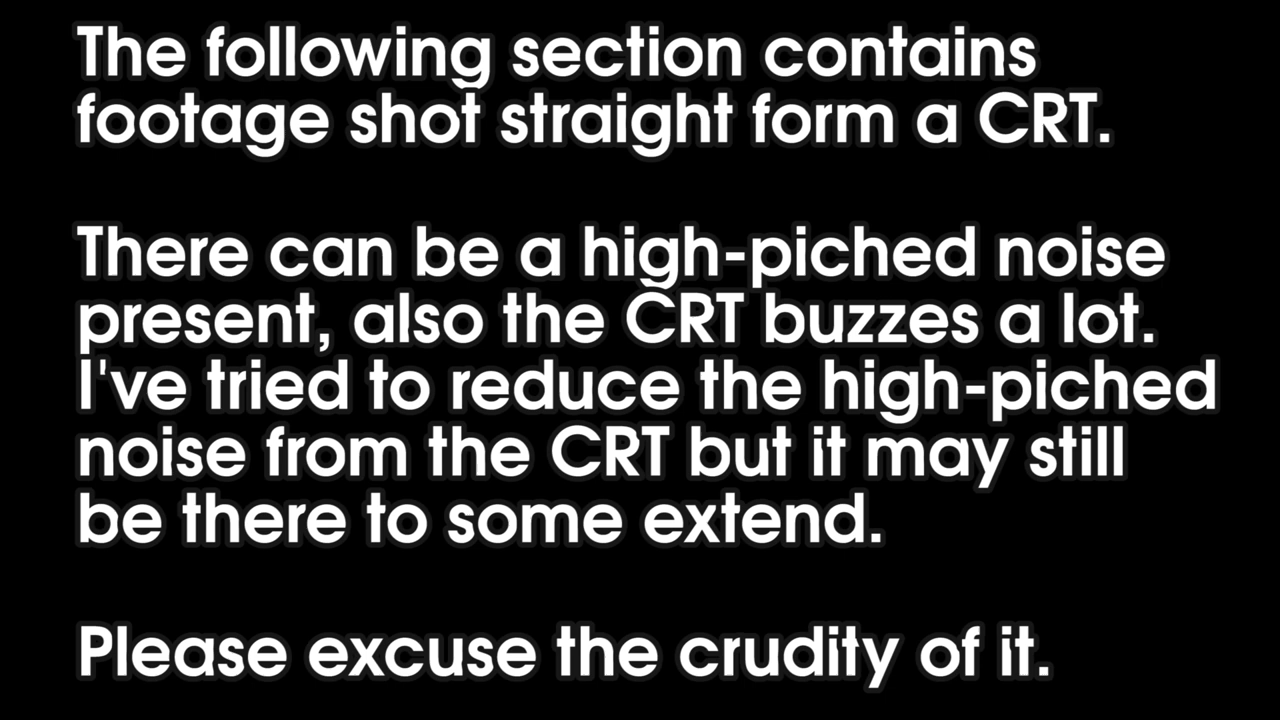 The following section contains
footage shot straight form a CRT.
There can be a high-piched noise
present, also the CRT buzzes a lot.
I've tried to reduce the high-piched
noise from the CRT but it may still
be there to some extend.
Please excuse the crudity of it.